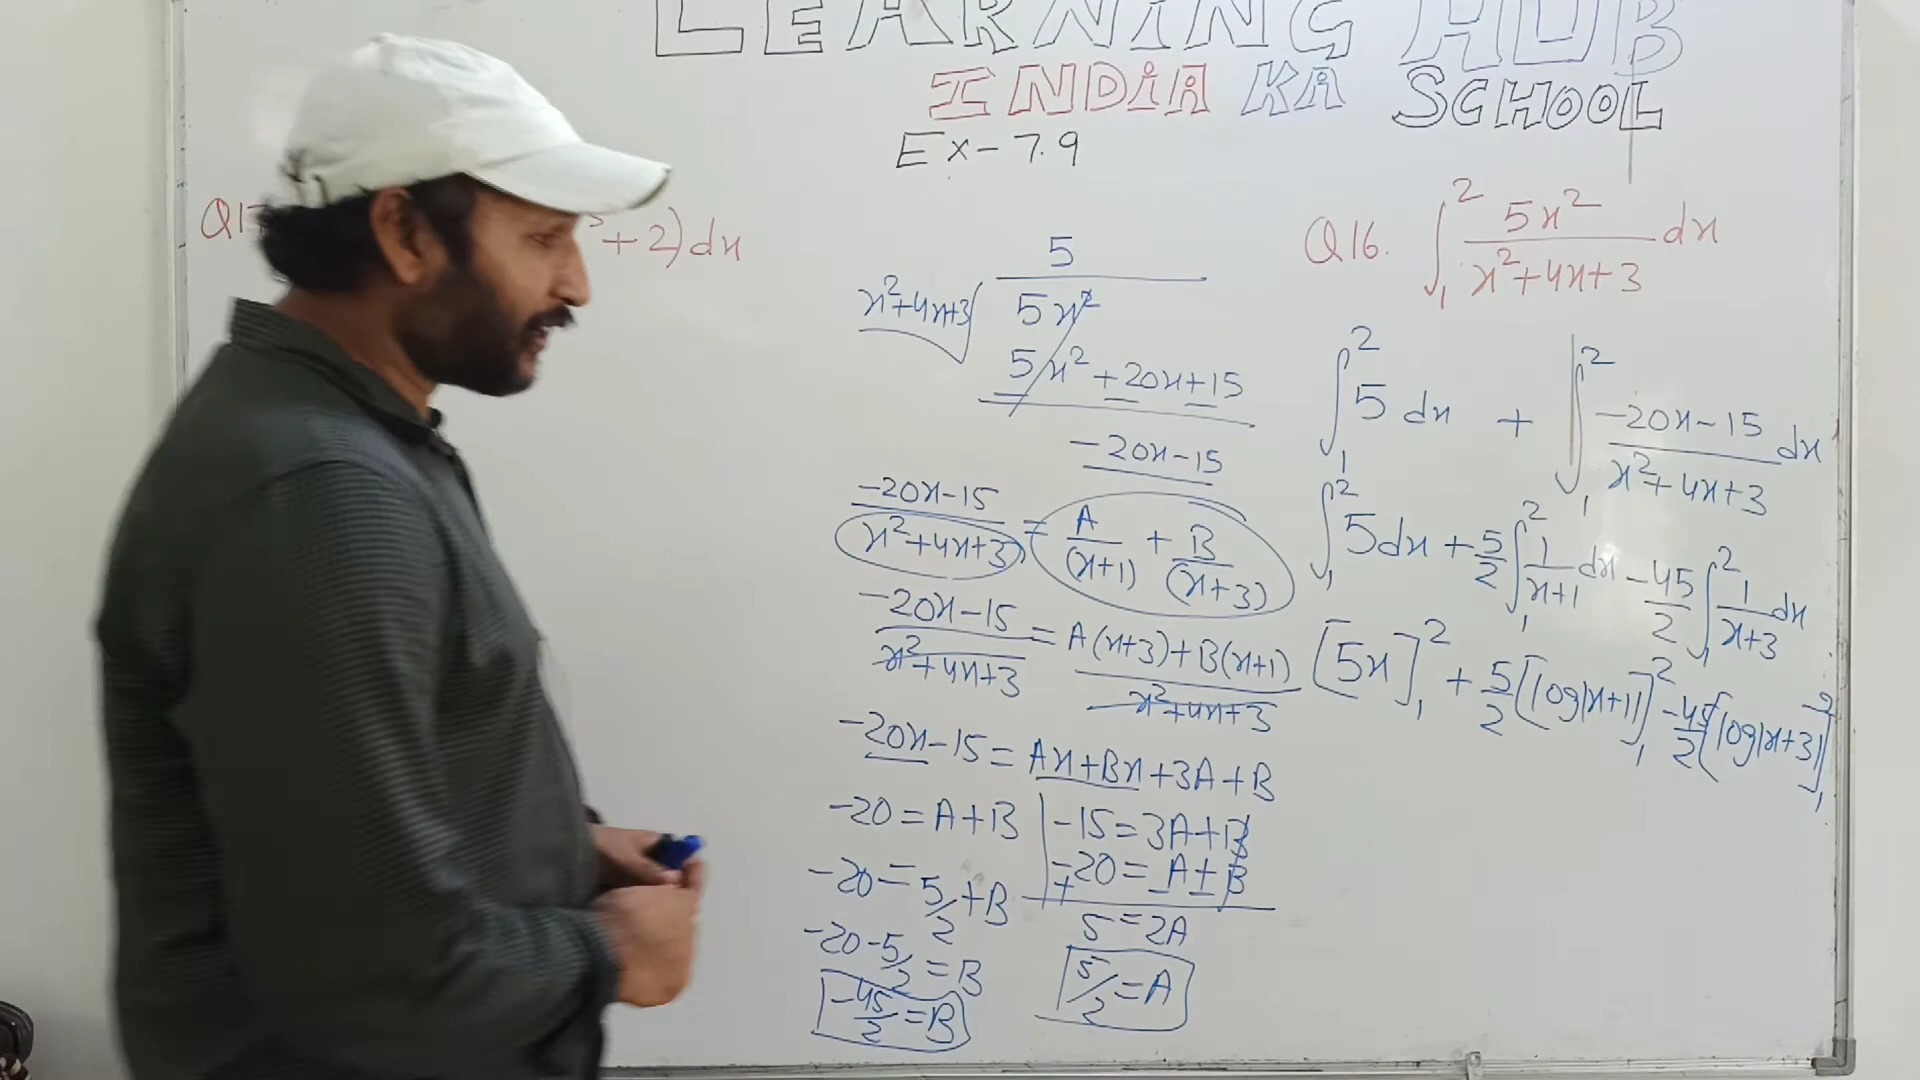 LEARNING HUB
INDIA KA SCHOOL
Ex-7.9
+2)dx
Q16. ∫₁² 5x²/(x²+4x+3) dx
5
x²+4x+3 5x²
5x²+20x+15
-20x-15
(-20x-15)/(x²+4x+3) = A/(x+1) + B/(x+3)
(-20x-15)/(x²+4x+3) = (A(x+3)+B(x+1))/(x²+4x+3)
-20x-15=Ax+Bx+3A+B
-20=A+B
-20=5/2+B
-20-5/2=B
-45/2=B
-15=3A+B
-20=A+B
- + - -
5=2A
5/2=A
∫₁² 5 dx + ∫₁² (-20x-15)/(x²+4x+3) dx
∫₁² 5dx + 5/2 ∫₁² 1/(x+1) dx - 45/2 ∫₁² 1/(x+3) dx
[5x]₁² + 5/2 [log|x+1|]₁² - 45/2 [log|x+3|]₁²